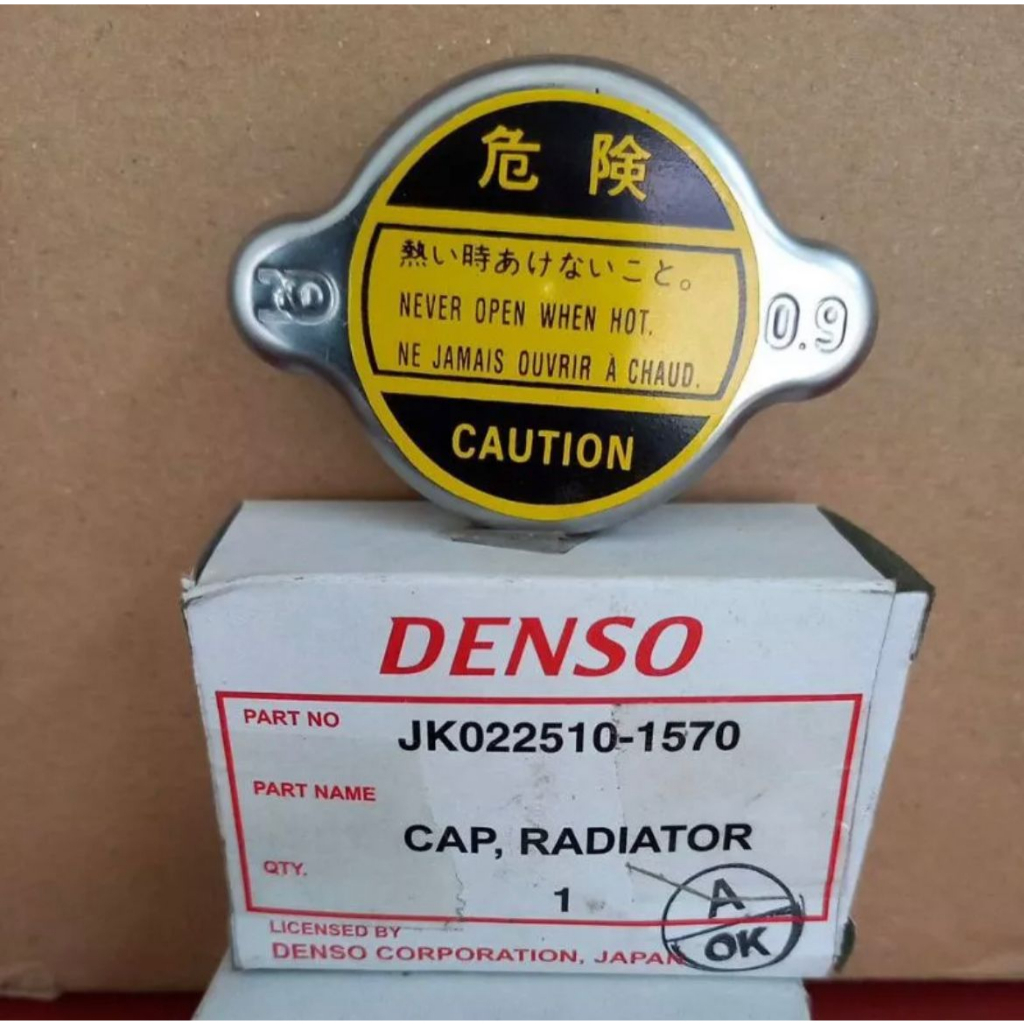 危険
熱い時あけないこと。
NEVER OPEN WHEN HOT.
NE JAMAIS OUVRIR À CHAUD.
CAUTION
0.9
DENSO
PART NO
JK022510-1570
PART NAME
CAP, RADIATOR
QTY.
1
LICENSED BY
DENSO CORPORATION, JAPAN
A
OK